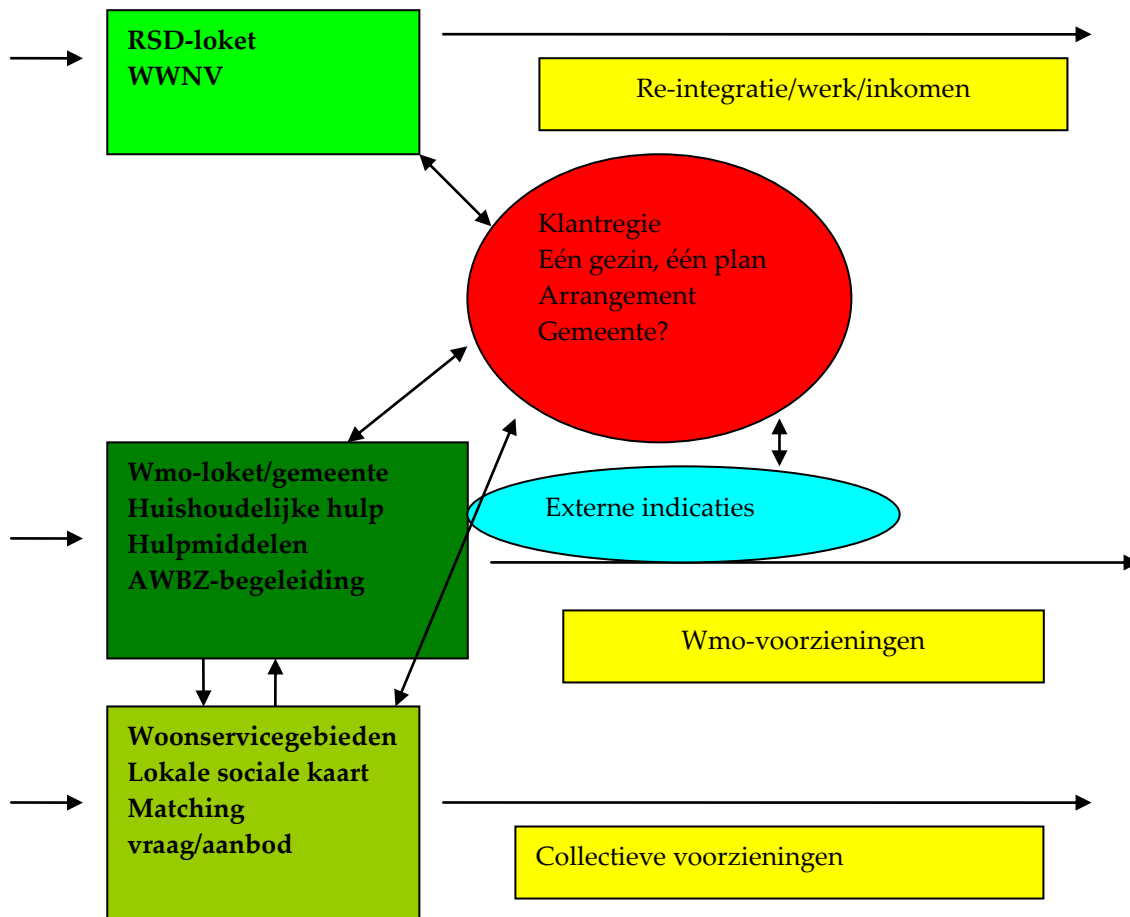 RSD-loket
WWNV
Re-integratie/werk/inkomen
Klantregie
Eén gezin, één plan
Arrangement
Gemeente?
Wmo-loket/gemeente
Huishoudelijke hulp
Hulpmiddelen
AWBZ-begeleiding
Externe indicaties
Wmo-voorzieningen
Woonservicegebieden
Lokale sociale kaart
Matching
vraag/aanbod
Collectieve voorzieningen